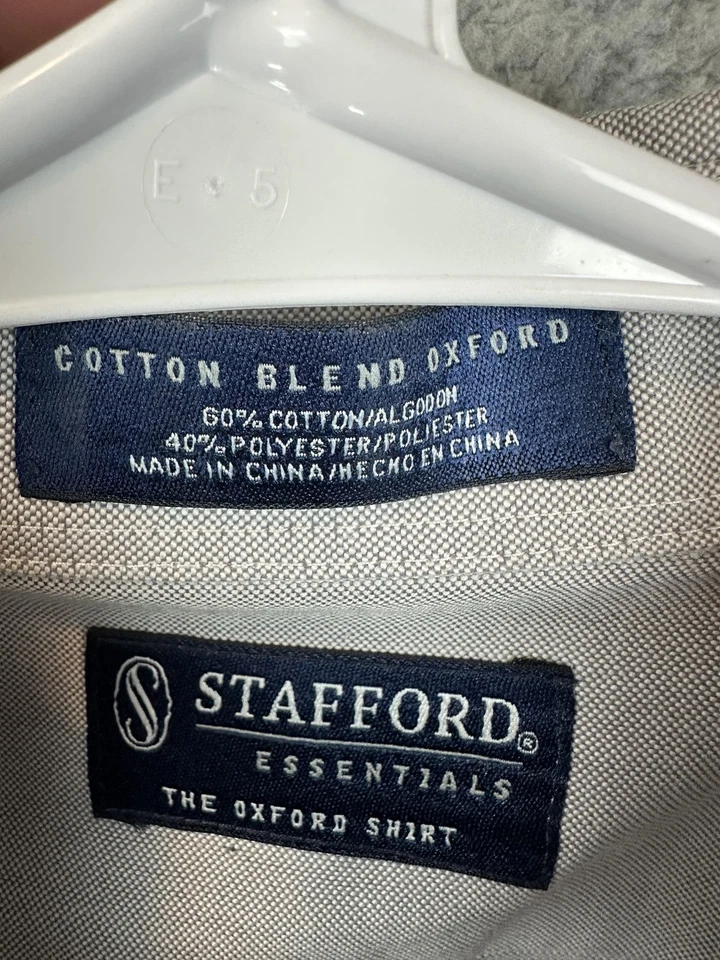 E 5
COTTON BLEND OXFORD
60% COTTON/ALGODON
40% POLYESTER/POLIESTER
MADE IN CHINA/HECHO EN CHINA
S STAFFORD®
ESSENTIALS
THE OXFORD SHIRT